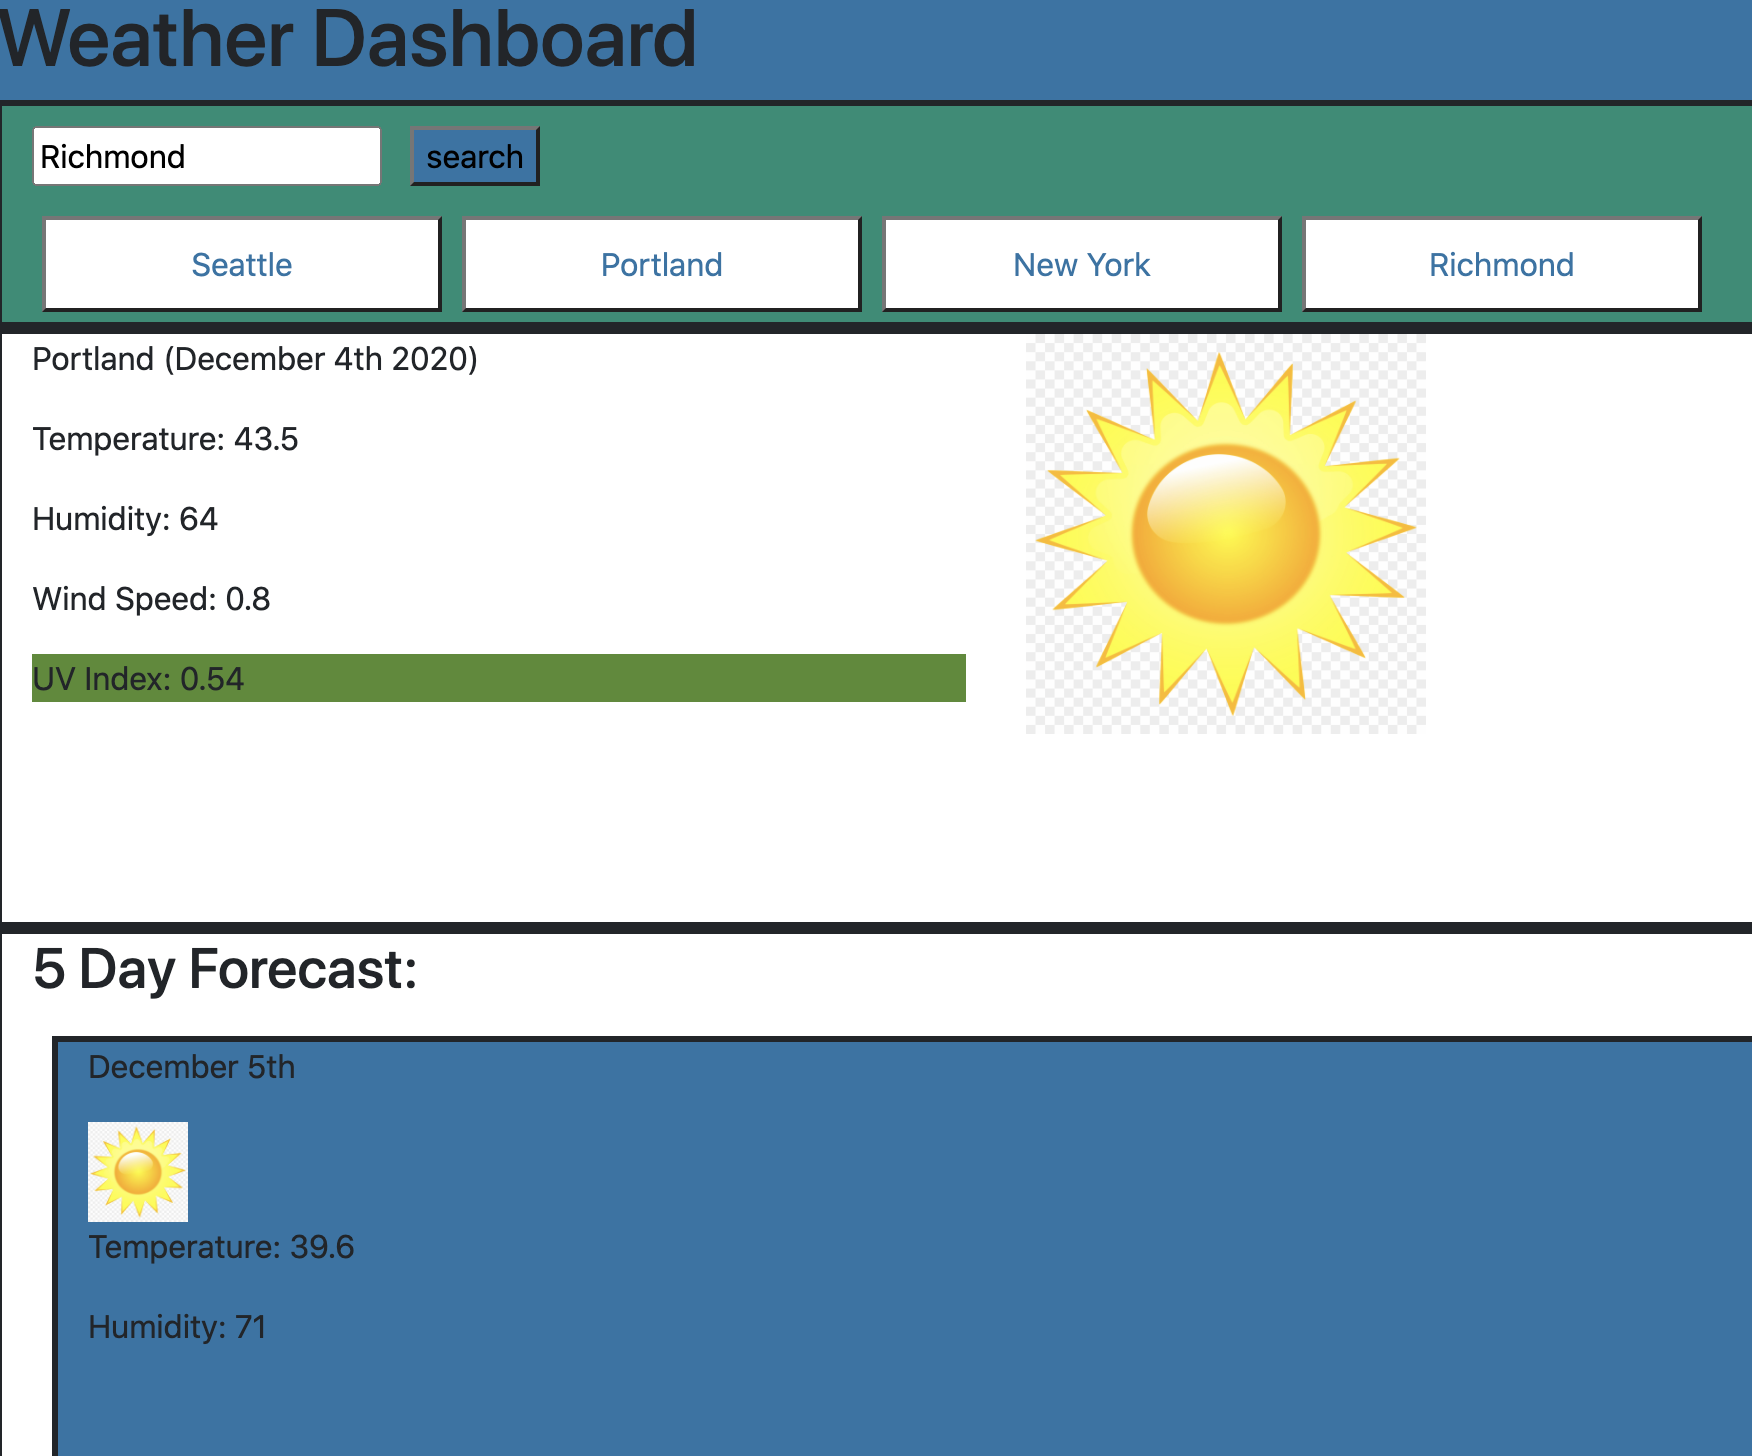 Weather Dashboard
Richmond search
Seattle Portland New York Richmond
Portland (December 4th 2020)
Temperature: 43.5
Humidity: 64
Wind Speed: 0.8
UV Index: 0.54
5 Day Forecast:
December 5th
Temperature: 39.6
Humidity: 71